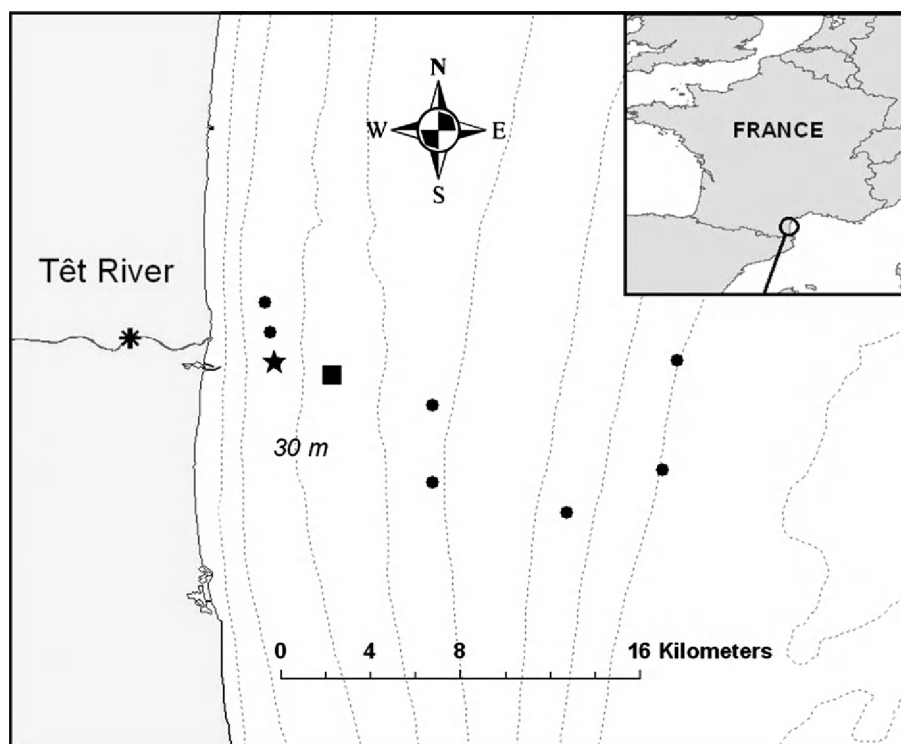 FRANCE
N
W E
S
Têt River
30 m
0 4 8 16 Kilometers